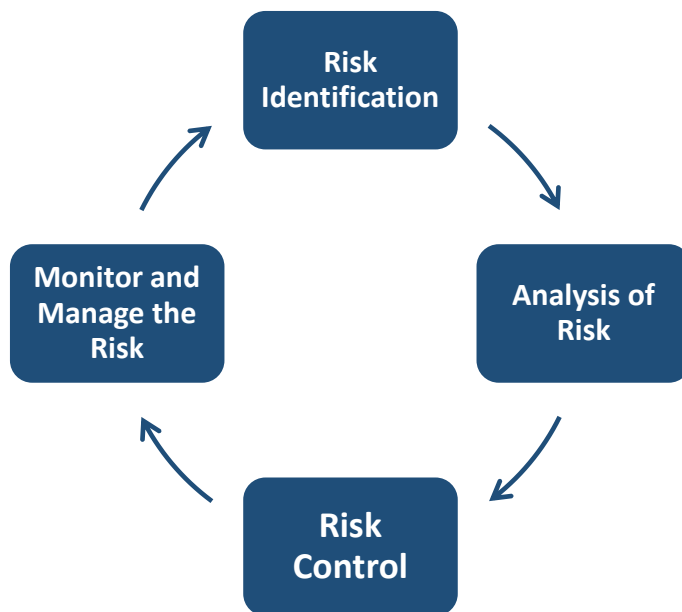 Risk
Identification
Analysis of
Risk
Risk
Control
Monitor and
Manage the
Risk